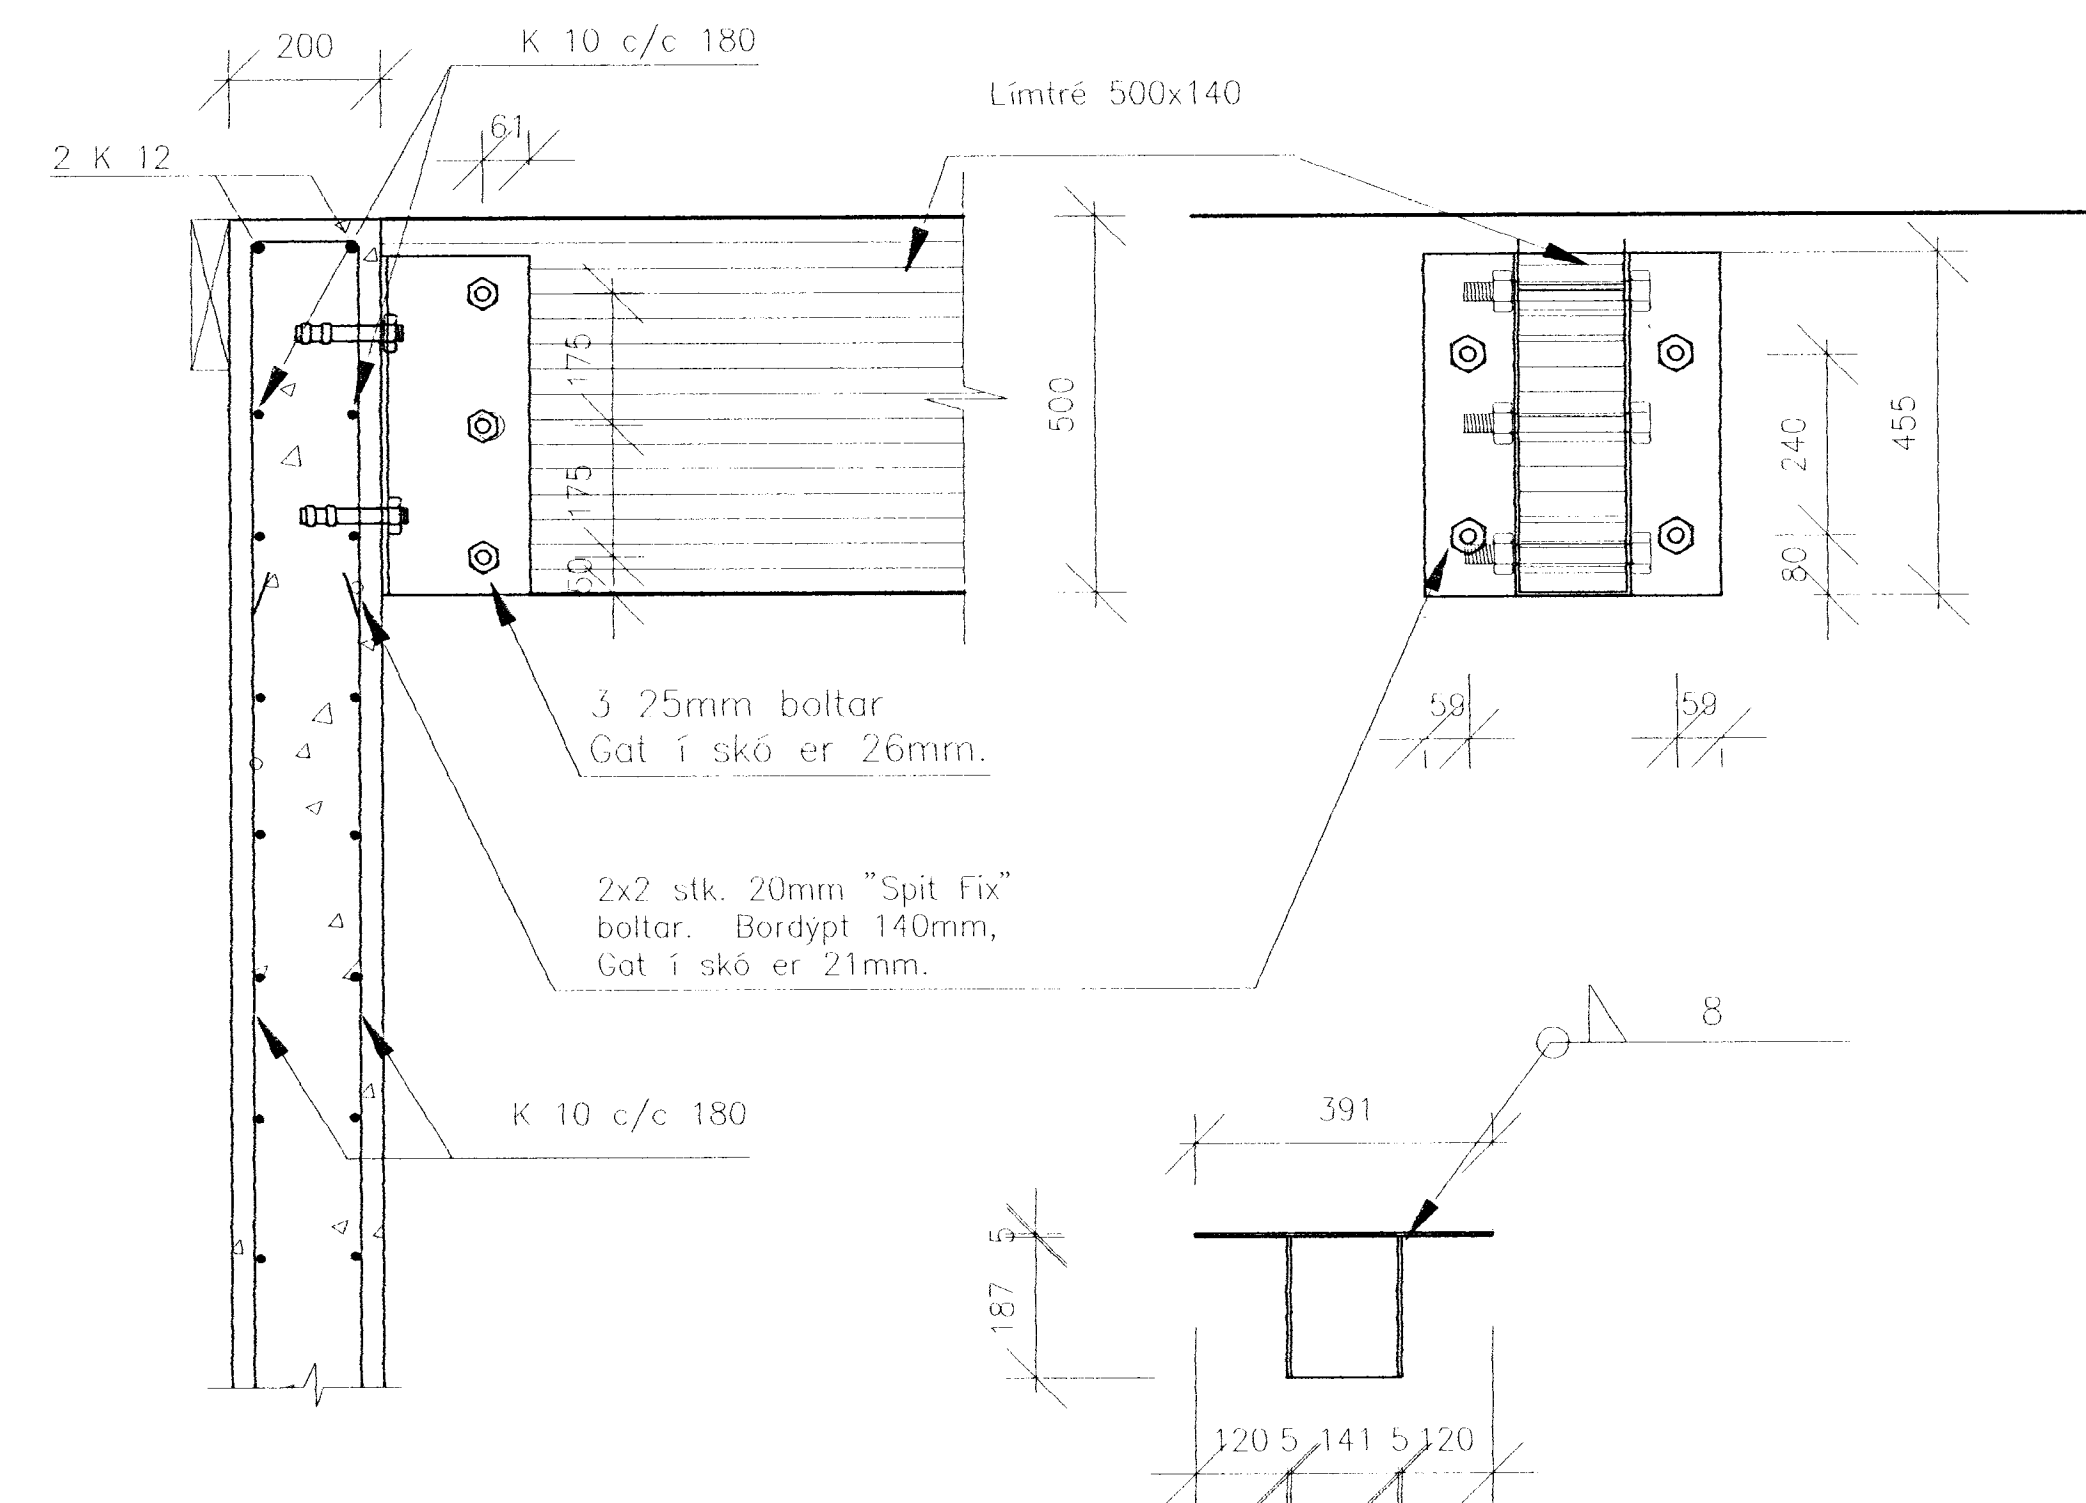 200
K 10 c/c 180
Límtré 500x140
61
2 K 12
175
175
50
500
240
80
455
59
59
3 25mm boltar
Gat í skó er 26mm.
2x2 stk. 20mm "Spit Fix"
boltar. Bordýpt 140mm,
Gat í skó er 21mm.
8
K 10 c/c 180
391
5
187
120 5 141 5 120